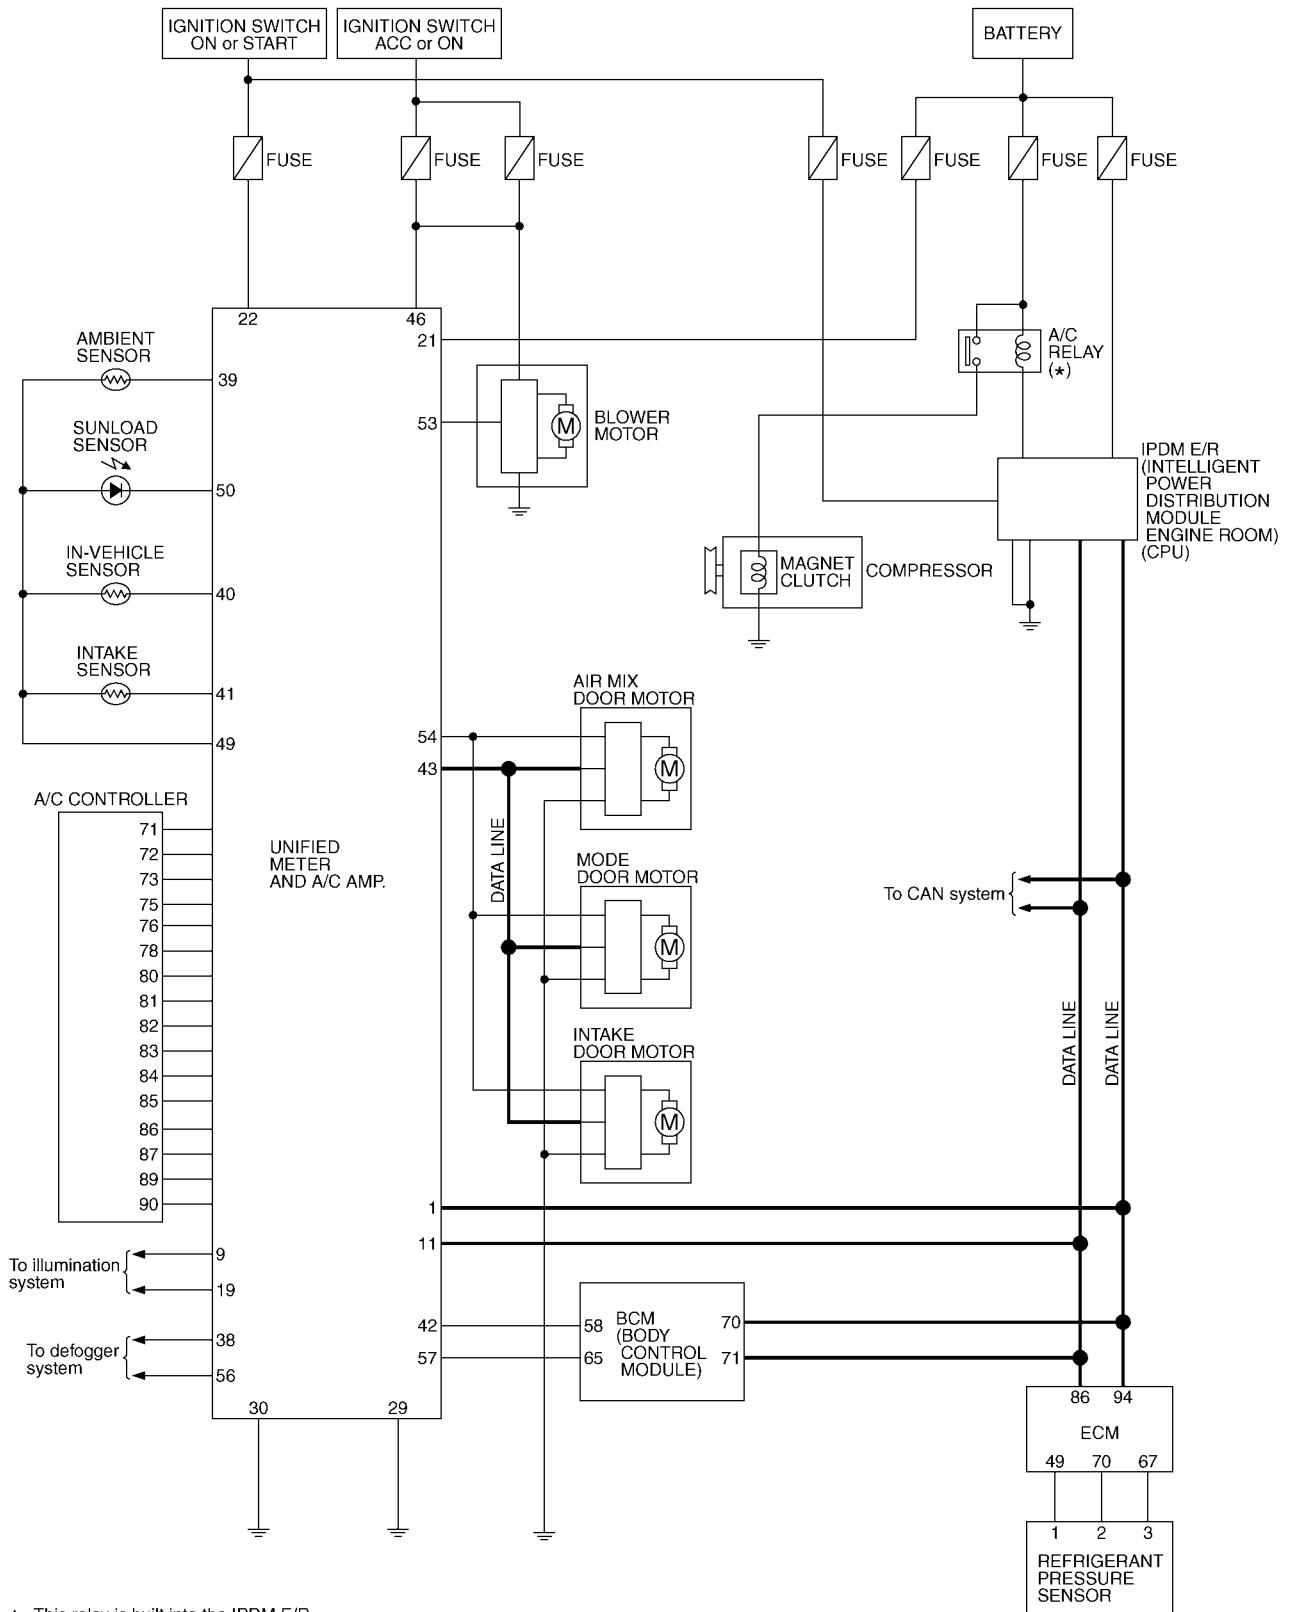 IGNITION SWITCH
ON or START
IGNITION SWITCH
ACC or ON
BATTERY
FUSE
FUSE
FUSE
FUSE
FUSE
FUSE
FUSE
22
46
21
AMBIENT
SENSOR
39
A/C
RELAY
(*)
SUNLOAD
SENSOR
53
BLOWER
MOTOR
M
50
IPDM E/R
(INTELLIGENT
POWER
DISTRIBUTION
MODULE
ENGINE ROOM)
(CPU)
IN-VEHICLE
SENSOR
40
MAGNET
CLUTCH
COMPRESSOR
INTAKE
SENSOR
41
49
AIR MIX
DOOR MOTOR
54
43
M
A/C CONTROLLER
71
72
73
75
76
78
80
81
82
83
84
85
86
87
89
90
UNIFIED
METER
AND A/C AMP.
DATA LINE
MODE
DOOR MOTOR
M
To CAN system
DATA LINE
DATA LINE
INTAKE
DOOR MOTOR
M
1
11
To illumination
system
9
19
To defogger
system
38
56
42
57
58
65
BCM
(BODY
CONTROL
MODULE)
70
71
30
29
86
94
ECM
49
70
67
1
2
3
REFRIGERANT
PRESSURE
SENSOR